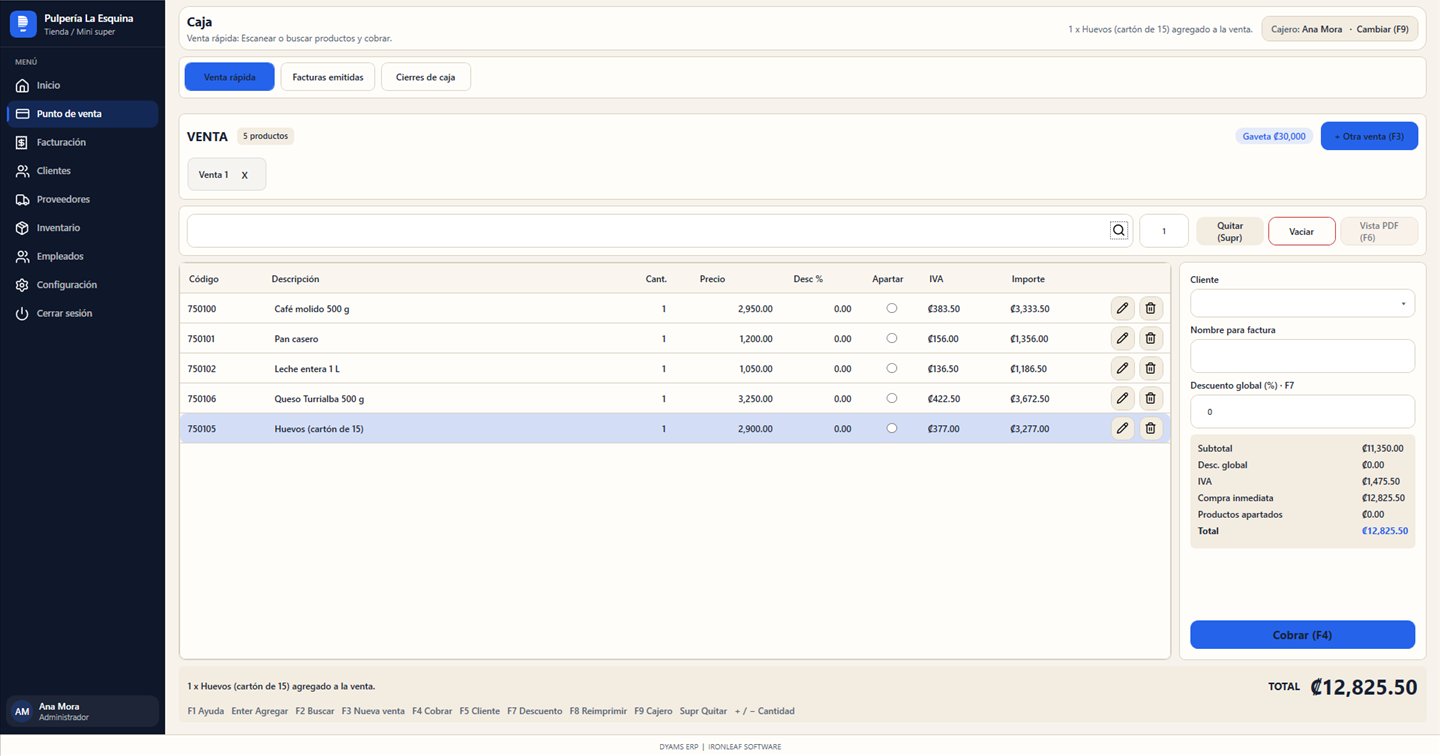 Pulpería La Esquina
Tienda / Mini super
MENÚ
Inicio
Punto de venta
Facturación
Clientes
Proveedores
Inventario
Empleados
Configuración
Cerrar sesión
AM
Ana Mora
Administrador
Caja
Venta rápida: Escanear o buscar productos y cobrar.
1 x Huevos (cartón de 15) agregado a la venta.
Cajero: Ana Mora · Cambiar (F9)
Venta rápida
Facturas emitidas
Cierres de caja
VENTA 5 productos
Gaveta ₡30,000
+ Otra venta (F3)
Venta 1 X
1
Quitar
(Supr)
Vaciar
Vista PDF
(F6)
Código Descripción Cant. Precio Desc % Apartar IVA Importe
750100 Café molido 500 g 1 2,950.00 0.00 ₡383.50 ₡3,333.50
750101 Pan casero 1 1,200.00 0.00 ₡156.00 ₡1,356.00
750102 Leche entera 1 L 1 1,050.00 0.00 ₡136.50 ₡1,186.50
750106 Queso Turrialba 500 g 1 3,250.00 0.00 ₡422.50 ₡3,672.50
750105 Huevos (cartón de 15) 1 2,900.00 0.00 ₡377.00 ₡3,277.00
Cliente
Nombre para factura
Descuento global (%) · F7
0
Subtotal ₡11,350.00
Desc. global ₡0.00
IVA ₡1,475.50
Compra inmediata ₡12,825.50
Productos apartados ₡0.00
Total ₡12,825.50
Cobrar (F4)
1 x Huevos (cartón de 15) agregado a la venta.
TOTAL ₡12,825.50
F1 Ayuda Enter Agregar F2 Buscar F3 Nueva venta F4 Cobrar F5 Cliente F7 Descuento F8 Reimprimir F9 Cajero Supr Quitar + / − Cantidad
DYAMS ERP | IRONLEAF SOFTWARE